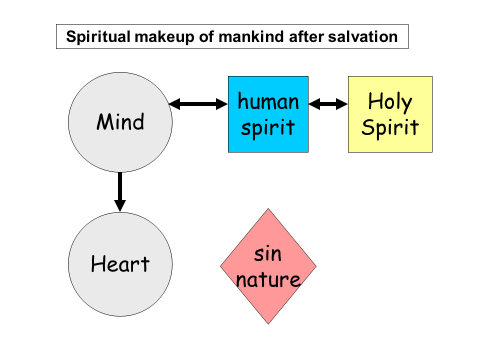 Spiritual makeup of mankind after salvation
Mind
human
spirit
Holy
Spirit
Heart
sin
nature